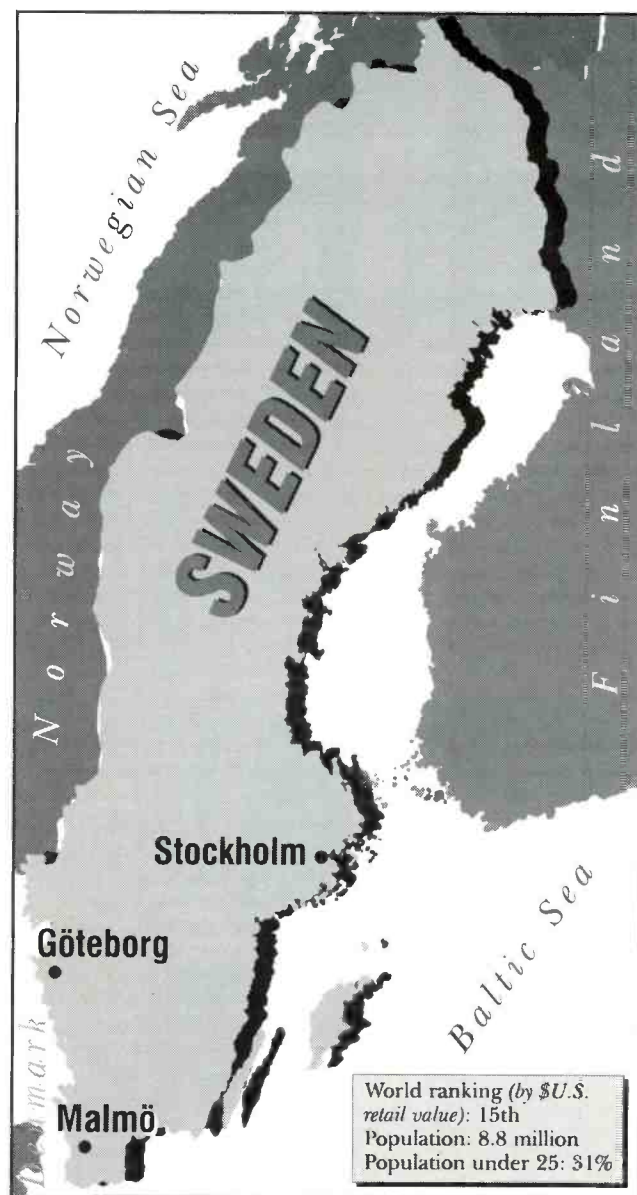 Norwegian Sea
Norway
SWEDEN
Finland
Stockholm
Göteborg
Denmark
Malmö
Baltic Sea
World ranking (by $U.S.
retail value): 15th
Population: 8.8 million
Population under 25: 31%